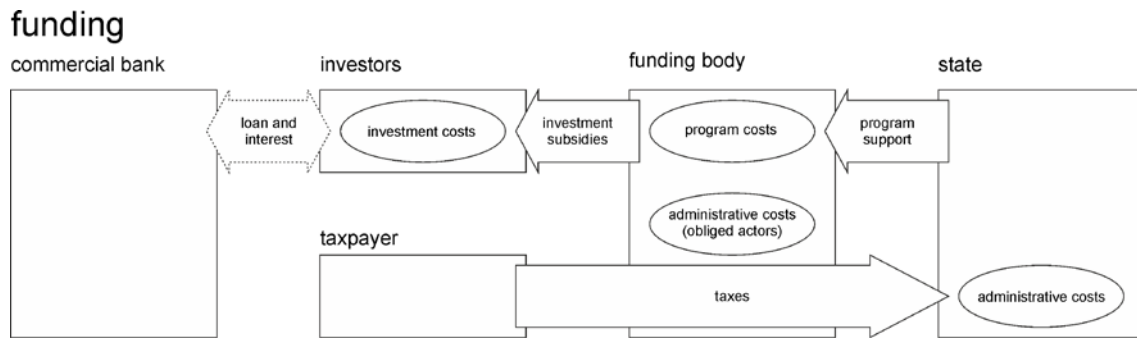 funding
commercial bank
investors
funding body
state
loan and
interest
investment costs
investment
subsidies
program costs
program
support
administrative costs
(obliged actors)
taxpayer
taxes
administrative costs